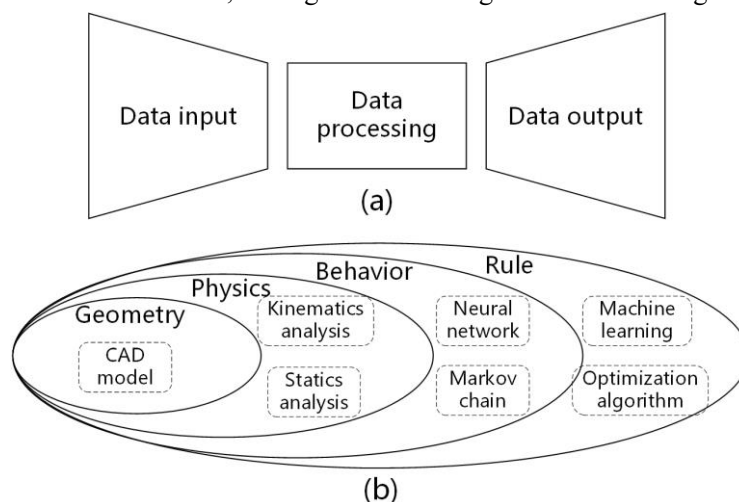 Data input
Data
processing
Data output
(a)
Rule
Behavior
Physics
Geometry
Kinematics
analysis
Neural
network
Machine
learning
CAD
model
Statics
analysis
Markov
chain
Optimization
algorithm
(b)